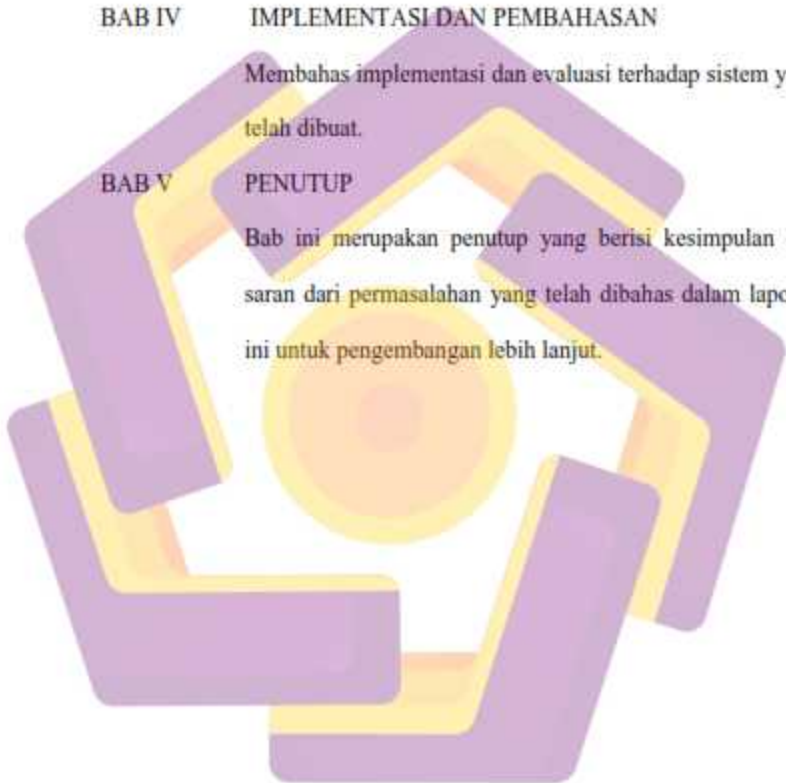 BAB IV IMPLEMENTASI DAN PEMBAHASAN
Membahas implementasi dan evaluasi terhadap sistem y
telah dibuat.
BAB V PENUTUP
Bab ini merupakan penutup yang berisi kesimpulan
saran dari permasalahan yang telah dibahas dalam lapo
ini untuk pengembangan lebih lanjut.